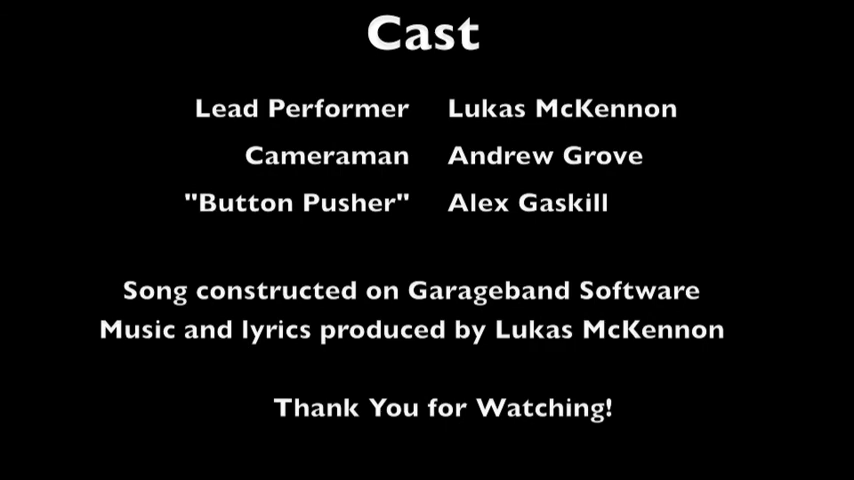 Cast
Lead Performer Lukas McKennon
Cameraman Andrew Grove
"Button Pusher" Alex Gaskill
Song constructed on Garageband Software
Music and lyrics produced by Lukas McKennon
Thank You for Watching!